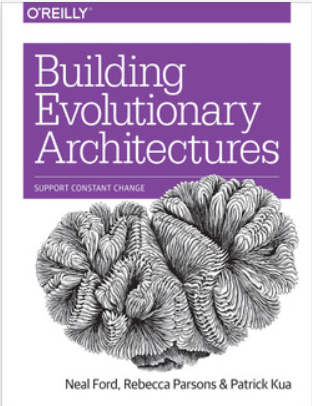 O'REILLY
Building
Evolutionary
Architectures
SUPPORT CONSTANT CHANGE
Neal Ford, Rebecca Parsons & Patrick Kua